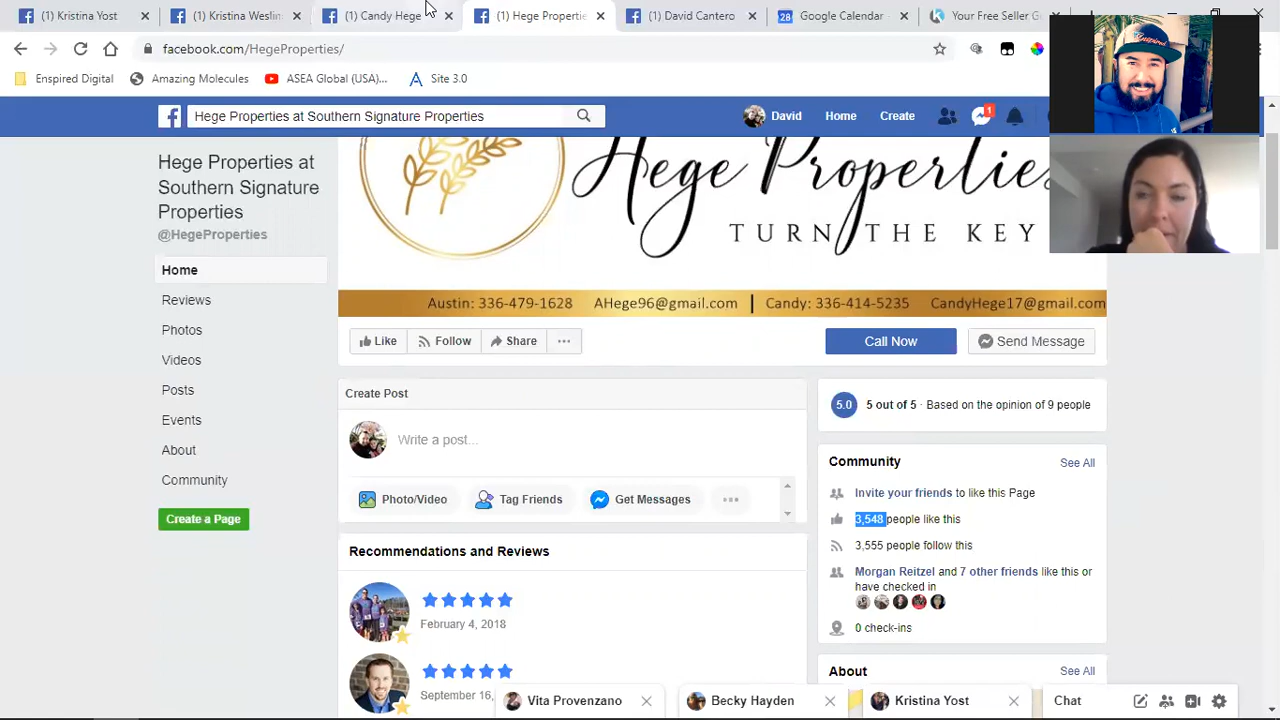 (1) Kristina Yost
(1) Kristina Weslin
(1) Candy Hege
(1) Hege Propertie
(1) David Cantero
Google Calendar -
Your Free Seller G
facebook.com/HegeProperties/
Enspired Digital
Amazing Molecules
ASEA Global (USA)...
Site 3.0
Hege Properties at Southern Signature Properties
David
Home
Create
1
Hege Properties at
Southern Signature
Properties
@HegeProperties
Home
Reviews
Photos
Videos
Posts
Events
About
Community
Create a Page
Hege Properties
TURN THE KEY
Austin: 336-479-1628 AHege96@gmail.com | Candy: 336-414-5235 CandyHege17@gmail.com
Like
Follow
Share
Call Now
Send Message
Create Post
Write a post...
Photo/Video
Tag Friends
Get Messages
Recommendations and Reviews
February 4, 2018
September 16,
5.0
5 out of 5 · Based on the opinion of 9 people
Community
See All
Invite your friends to like this Page
3,548 people like this
3,555 people follow this
Morgan Reitzel and 7 other friends like this or
have checked in
0 check-ins
About
See All
Vita Provenzano
Becky Hayden
Kristina Yost
Chat